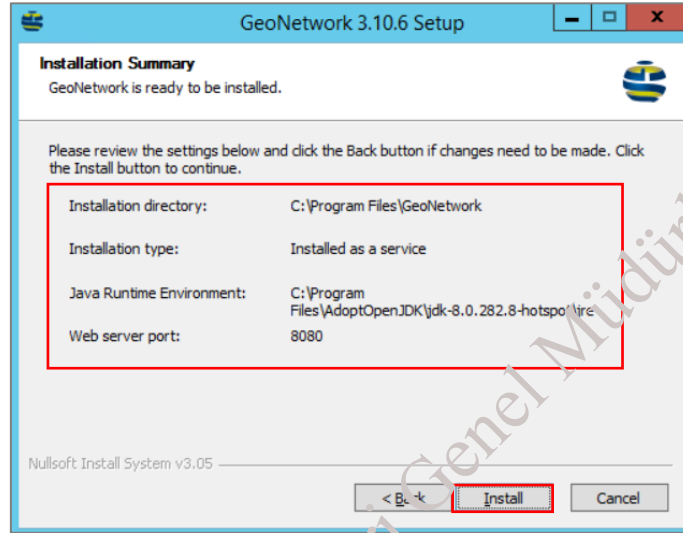 GeoNetwork 3.10.6 Setup
Installation Summary
GeoNetwork is ready to be installed.
Please review the settings below and click the Back button if changes need to be made. Click
the Install button to continue.
Installation directory: C:\Program Files\GeoNetwork
Installation type: Installed as a service
Java Runtime Environment: C:\Program
Files\AdoptOpenJDK\jdk-8.0.282.8-hotspot\jre
Web server port: 8080
Nullsoft Install System v3.05
< Back Install Cancel
Genel